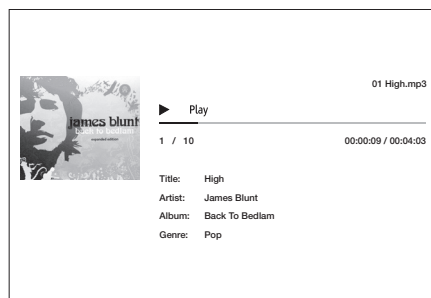 01 High.mp3
james blunt
back to bedlam
expanded edition
Play
1 / 10 00:00:09 / 00:04:03
Title: High
Artist: James Blunt
Album: Back To Bedlam
Genre: Pop